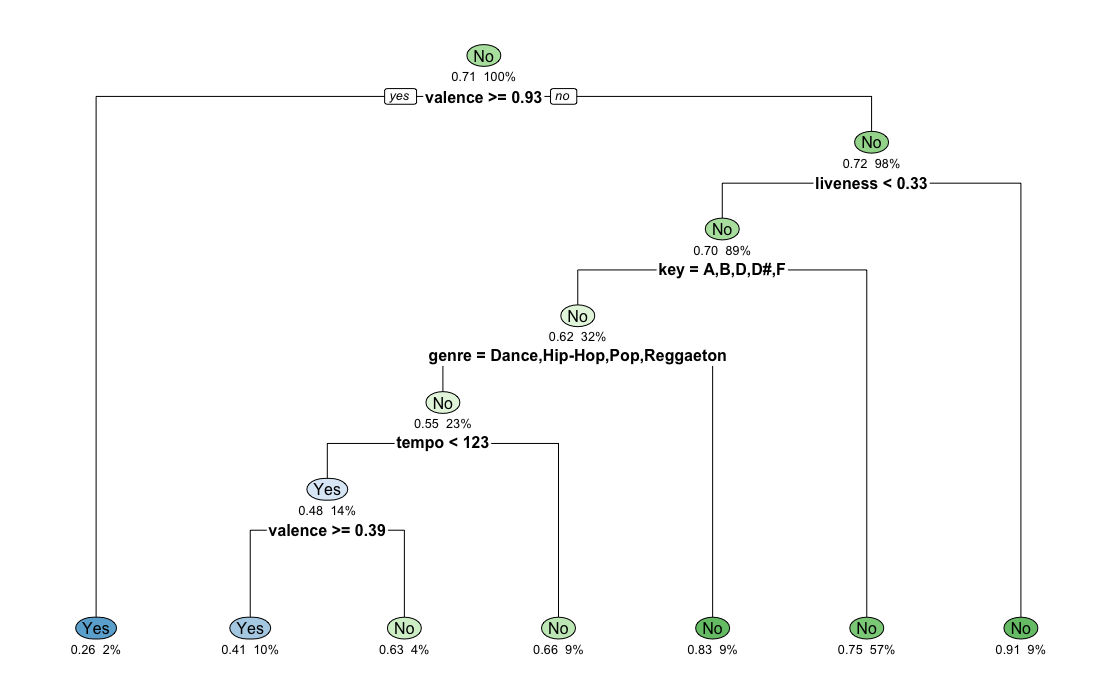 No
0.71 100%
yes valence >= 0.93 no
No
0.72 98%
liveness < 0.33
No
0.70 89%
key = A,B,D,D#,F
No
0.62 32%
genre = Dance,Hip-Hop,Pop,Reggaeton
No
0.55 23%
tempo < 123
Yes
0.48 14%
valence >= 0.39
Yes Yes No No No No No
0.26 2% 0.41 10% 0.63 4% 0.66 9% 0.83 9% 0.75 57% 0.91 9%